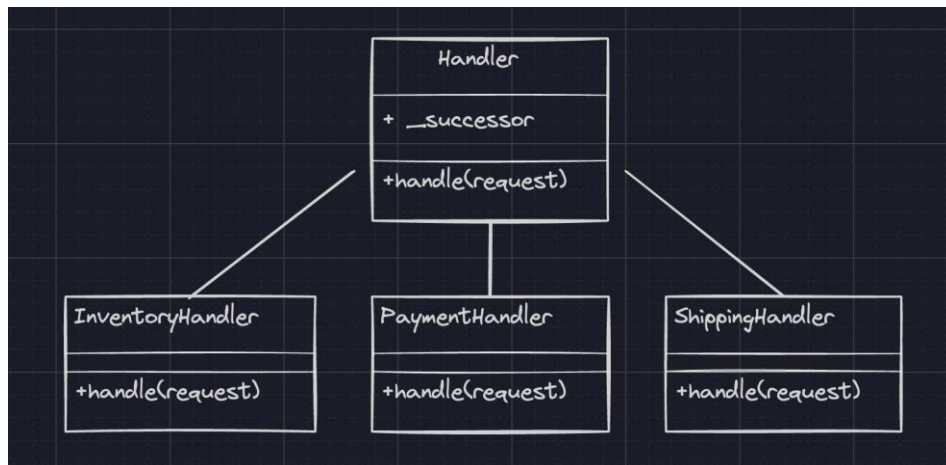 Handler
+ _successor
+handle(request)
InventoryHandler
+handle(request)
PaymentHandler
+handle(request)
ShippingHandler
+handle(request)